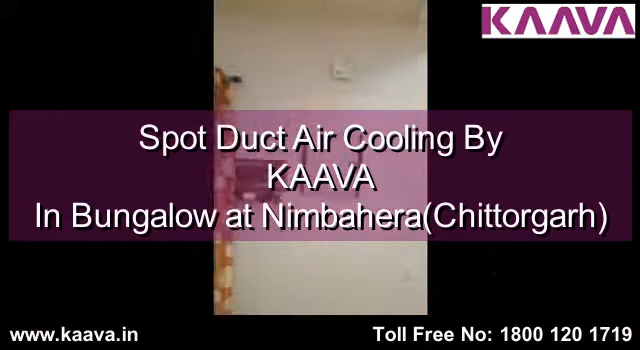 KAAVA
Spot Duct Air Cooling By
KAAVA
In Bungalow at Nimbahera(Chittorgarh)
www.kaava.in
Toll Free No: 1800 120 1719